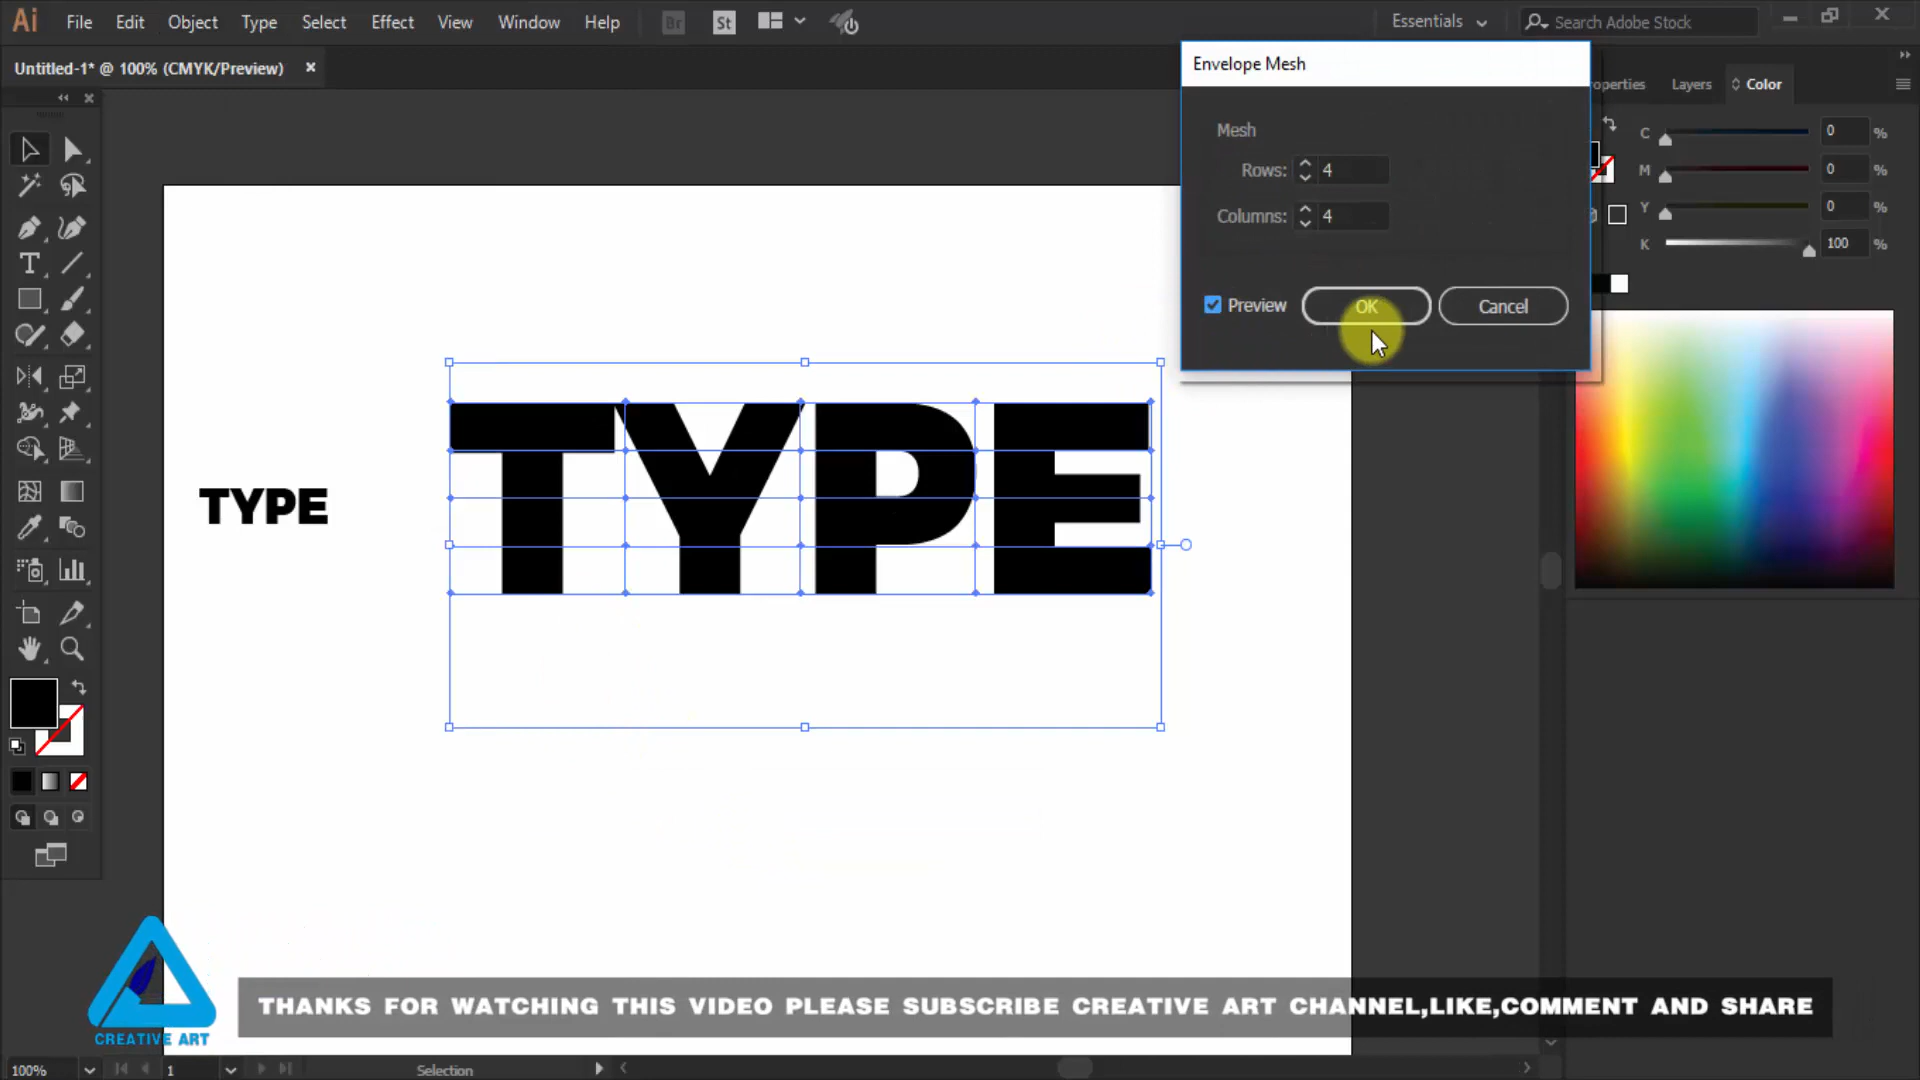 Ai File Edit Object Type Select Effect View Window Help Br St Essentials Search Adobe Stock
Untitled-1* @ 100% (CMYK/Preview)
Envelope Mesh
Mesh
Rows: 4
Columns: 4
Preview OK Cancel
roperties Layers Color
C 0 %
M 0 %
Y 0 %
K 100 %
TYPE
TYPE
CREATIVE ART
THANKS FOR WATCHING THIS VIDEO PLEASE SUBSCRIBE CREATIVE ART CHANNEL,LIKE,COMMENT AND SHARE
100% 1 Selection